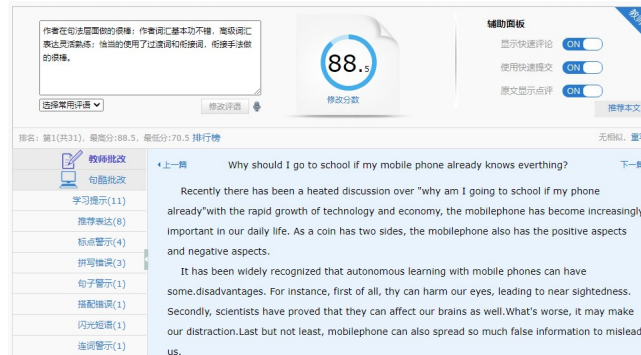 作者在句法层面做的很棒；作者词汇基本功不错，高级词汇
表达灵活熟练；恰当的使用了过渡词和衔接词，衔接手法做
的很棒。
选择常用评语
修改评语
88.5
修改分数
辅助面板
显示快速评论 ON
使用快速提交 ON
原文显示点评 ON
推荐本文
排名：第1(共31)，最高分:88.5，最低分:70.5 排行榜
无相似，
教师批改
句酷批改
学习提示(11)
推荐表达(8)
标点警示(4)
拼写错误(3)
句子警示(1)
搭配错误(1)
闪光短语(1)
连词警示(1)
上一篇
Why should I go to school if my mobile phone already knows everthing?
下一篇
Recently there has been a heated discussion over "why am I going to school if my phone
already"with the rapid growth of technology and economy, the mobilephone has become increasingly
important in our daily life. As a coin has two sides, the mobilephone also has the positive aspects
and negative aspects.
It has been widely recognized that autonomous learning with mobile phones can have
some.disadvantages. For instance, first of all, thy can harm our eyes, leading to near sightedness.
Secondly, scientists have proved that they can affect our brains as well.What's worse, it may make
our distraction.Last but not least, mobilephone can also spread so much false information to mislead
us.